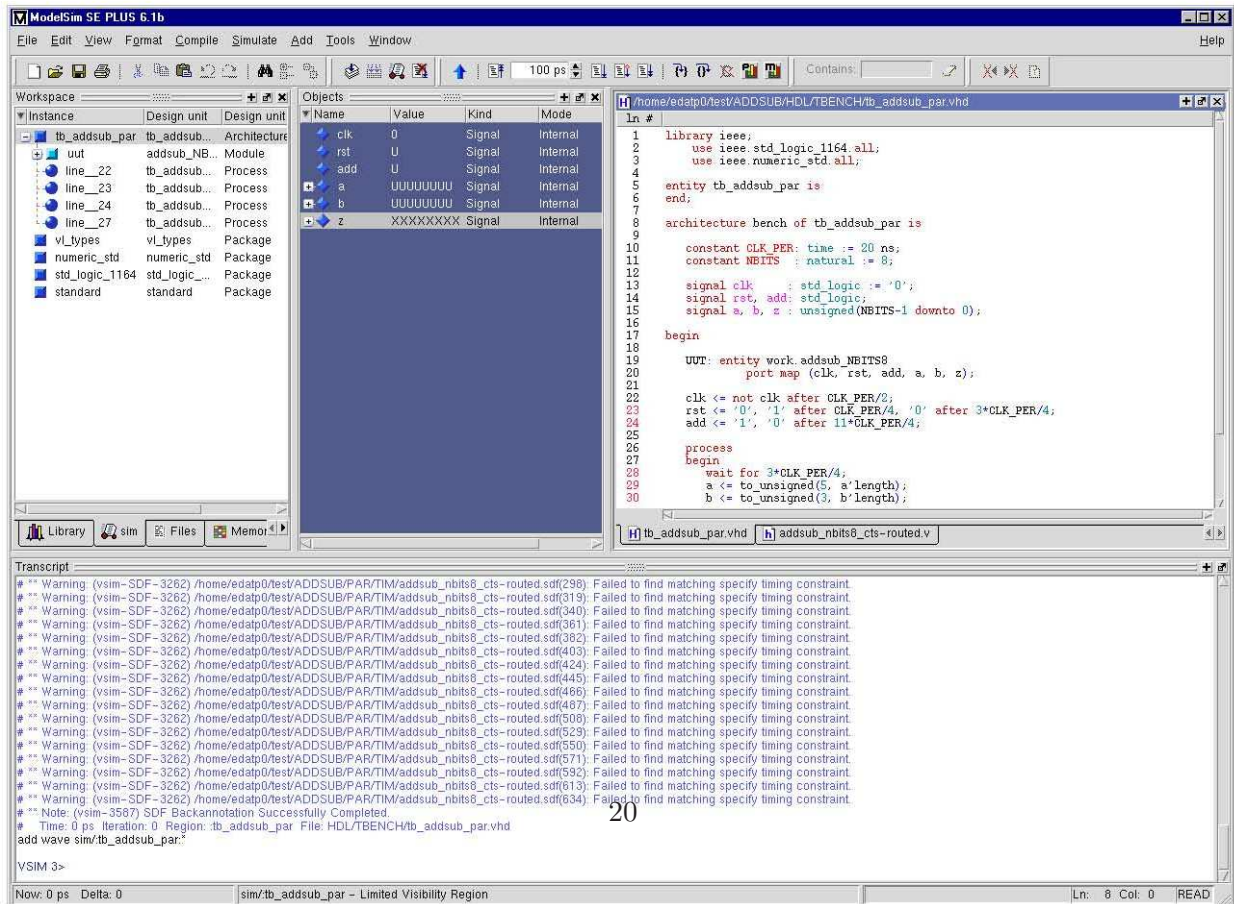 ModelSim SE PLUS 6.1b
File Edit View Format Compile Simulate Add Tools Window Help
100 ps Contains:
Workspace
Instance Design unit Design unit
tb_addsub_par tb_addsub... Architecture
uut addsub_NB... Module
line__22 tb_addsub... Process
line__23 tb_addsub... Process
line__24 tb_addsub... Process
line__27 tb_addsub... Process
vl_types vl_types Package
numeric_std numeric_std Package
std_logic_1164 std_logic_... Package
standard standard Package
Library sim Files Memor
Objects
Name Value Kind Mode
clk 0 Signal Internal
rst U Signal Internal
add U Signal Internal
a UUUUUUUU Signal Internal
b UUUUUUUU Signal Internal
z XXXXXXXX Signal Internal
/home/edatp0/test/ADDSUB/HDL/TBENCH/tb_addsub_par.vhd
ln #
1 library ieee;
2 use ieee.std_logic_1164.all;
3 use ieee.numeric_std.all;
4
5 entity tb_addsub_par is
6 end;
7
8 architecture bench of tb_addsub_par is
9
10 constant CLK_PER: time := 20 ns;
11 constant NBITS : natural := 8;
12
13 signal clk : std_logic := '0';
14 signal rst, add: std_logic;
15 signal a, b, z : unsigned(NBITS-1 downto 0);
16
17 begin
18
19 UUT: entity work.addsub_NBITS8
20 port map (clk, rst, add, a, b, z);
21
22 clk <= not clk after CLK_PER/2;
23 rst <= '0', '1' after CLK_PER/4, '0' after 3*CLK_PER/4;
24 add <= '1', '0' after 11*CLK_PER/4;
25
26 process
27 begin
28 wait for 3*CLK_PER/4;
29 a <= to_unsigned(5, a'length);
30 b <= to_unsigned(3, b'length);
tb_addsub_par.vhd addsub_nbits8_cts-routed.v
Transcript
# ** Warning: (vsim-SDF-3262) /home/edatp0/test/ADDSUB/PAR/TIM/addsub_nbits8_cts-routed.sdf(298): Failed to find matching specify timing constraint.
# ** Warning: (vsim-SDF-3262) /home/edatp0/test/ADDSUB/PAR/TIM/addsub_nbits8_cts-routed.sdf(319): Failed to find matching specify timing constraint.
# ** Warning: (vsim-SDF-3262) /home/edatp0/test/ADDSUB/PAR/TIM/addsub_nbits8_cts-routed.sdf(340): Failed to find matching specify timing constraint.
# ** Warning: (vsim-SDF-3262) /home/edatp0/test/ADDSUB/PAR/TIM/addsub_nbits8_cts-routed.sdf(361): Failed to find matching specify timing constraint.
# ** Warning: (vsim-SDF-3262) /home/edatp0/test/ADDSUB/PAR/TIM/addsub_nbits8_cts-routed.sdf(382): Failed to find matching specify timing constraint.
# ** Warning: (vsim-SDF-3262) /home/edatp0/test/ADDSUB/PAR/TIM/addsub_nbits8_cts-routed.sdf(403): Failed to find matching specify timing constraint.
# ** Warning: (vsim-SDF-3262) /home/edatp0/test/ADDSUB/PAR/TIM/addsub_nbits8_cts-routed.sdf(424): Failed to find matching specify timing constraint.
# ** Warning: (vsim-SDF-3262) /home/edatp0/test/ADDSUB/PAR/TIM/addsub_nbits8_cts-routed.sdf(445): Failed to find matching specify timing constraint.
# ** Warning: (vsim-SDF-3262) /home/edatp0/test/ADDSUB/PAR/TIM/addsub_nbits8_cts-routed.sdf(466): Failed to find matching specify timing constraint.
# ** Warning: (vsim-SDF-3262) /home/edatp0/test/ADDSUB/PAR/TIM/addsub_nbits8_cts-routed.sdf(487): Failed to find matching specify timing constraint.
# ** Warning: (vsim-SDF-3262) /home/edatp0/test/ADDSUB/PAR/TIM/addsub_nbits8_cts-routed.sdf(508): Failed to find matching specify timing constraint.
# ** Warning: (vsim-SDF-3262) /home/edatp0/test/ADDSUB/PAR/TIM/addsub_nbits8_cts-routed.sdf(529): Failed to find matching specify timing constraint.
# ** Warning: (vsim-SDF-3262) /home/edatp0/test/ADDSUB/PAR/TIM/addsub_nbits8_cts-routed.sdf(550): Failed to find matching specify timing constraint.
# ** Warning: (vsim-SDF-3262) /home/edatp0/test/ADDSUB/PAR/TIM/addsub_nbits8_cts-routed.sdf(571): Failed to find matching specify timing constraint.
# ** Warning: (vsim-SDF-3262) /home/edatp0/test/ADDSUB/PAR/TIM/addsub_nbits8_cts-routed.sdf(592): Failed to find matching specify timing constraint.
# ** Warning: (vsim-SDF-3262) /home/edatp0/test/ADDSUB/PAR/TIM/addsub_nbits8_cts-routed.sdf(613): Failed to find matching specify timing constraint.
# ** Warning: (vsim-SDF-3262) /home/edatp0/test/ADDSUB/PAR/TIM/addsub_nbits8_cts-routed.sdf(634): Failed to find matching specify timing constraint.
# ** Note: (vsim-3587) SDF Backannotation Successfully Completed.
20
# Time: 0 ps Iteration: 0 Region: :tb_addsub_par File: HDL/TBENCH/tb_addsub_par.vhd
add wave sim/:tb_addsub_par:*
VSIM 3>
Now: 0 ps Delta: 0 sim/:tb_addsub_par - Limited Visibility Region Ln: 8 Col: 0 READ